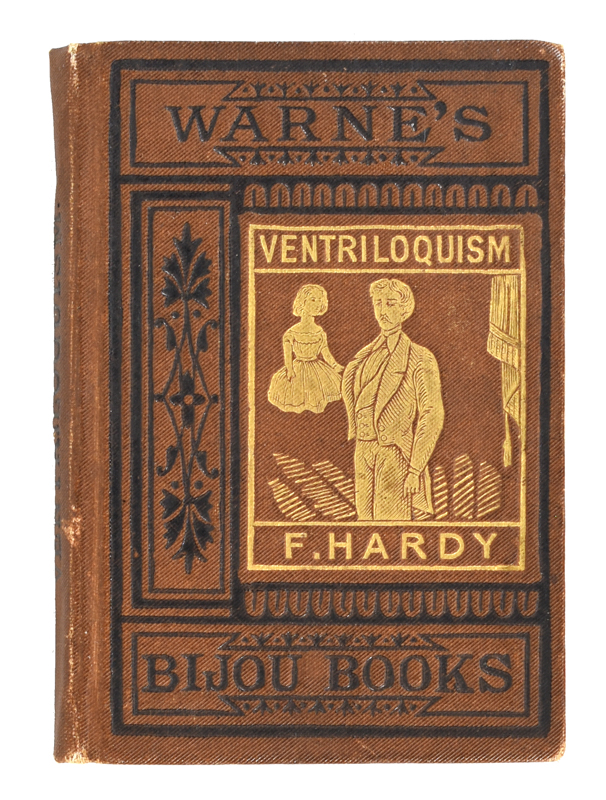 WARNE'S
VENTRILOQUISM
F. HARDY
BIJOU BOOKS